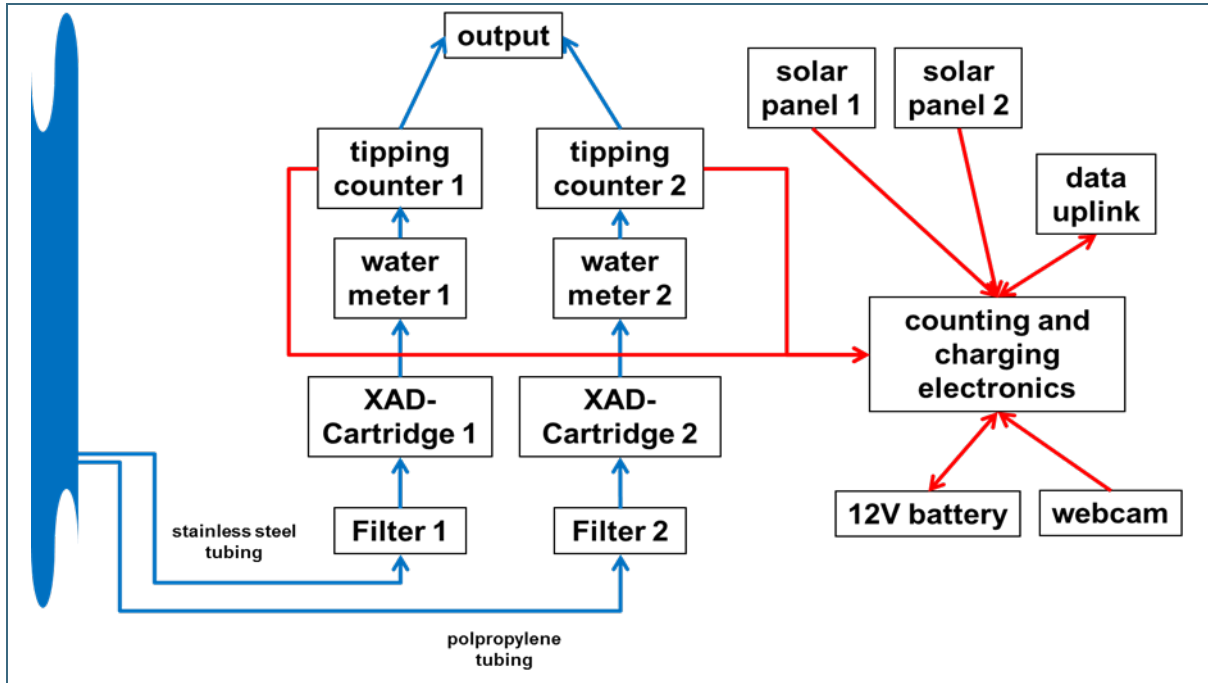 output
solar
panel 1
solar
panel 2
tipping
counter 1
tipping
counter 2
data
uplink
water
meter 1
water
meter 2
counting and
charging
electronics
XAD-
Cartridge 1
XAD-
Cartridge 2
12V battery
webcam
Filter 1
Filter 2
stainless steel
tubing
polpropylene
tubing